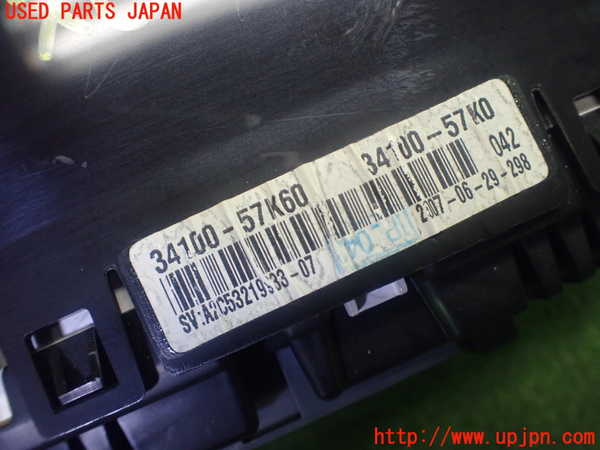 USED PARTS JAPAN
34100-57K60 34100-57K0
042
SV:A2C53219333-07 2007-06-29-298
http://www.upjpn.com/